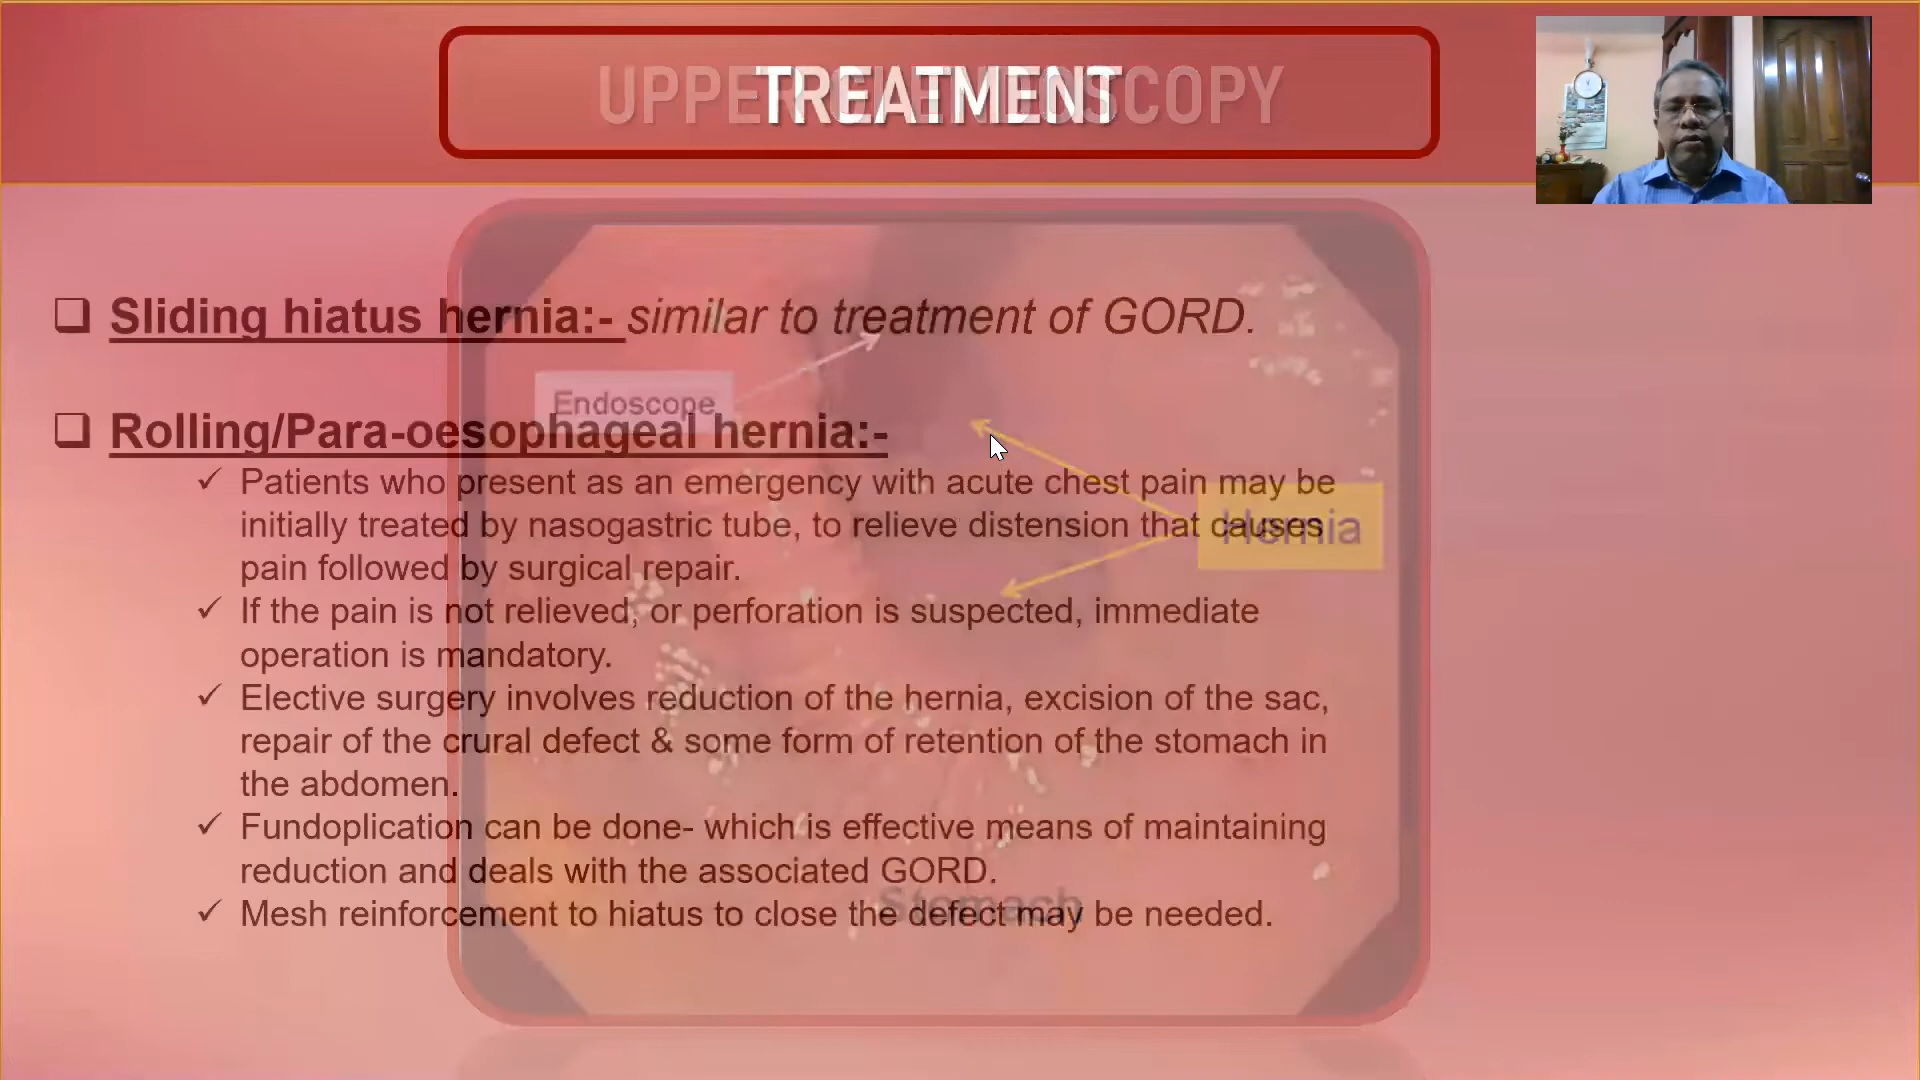 UPPER GI ENDOSCOPY
TREATMENT
❑ Sliding hiatus hernia:- similar to treatment of GORD.
Endoscope
❑ Rolling/Para-oesophageal hernia:-
✓ Patients who present as an emergency with acute chest pain may be
initially treated by nasogastric tube, to relieve distension that causes
Hernia
pain followed by surgical repair.
✓ If the pain is not relieved, or perforation is suspected, immediate
operation is mandatory.
✓ Elective surgery involves reduction of the hernia, excision of the sac,
repair of the crural defect & some form of retention of the stomach in
the abdomen.
✓ Fundoplication can be done- which is effective means of maintaining
reduction and deals with the associated GORD.
Stomach
✓ Mesh reinforcement to hiatus to close the defect may be needed.